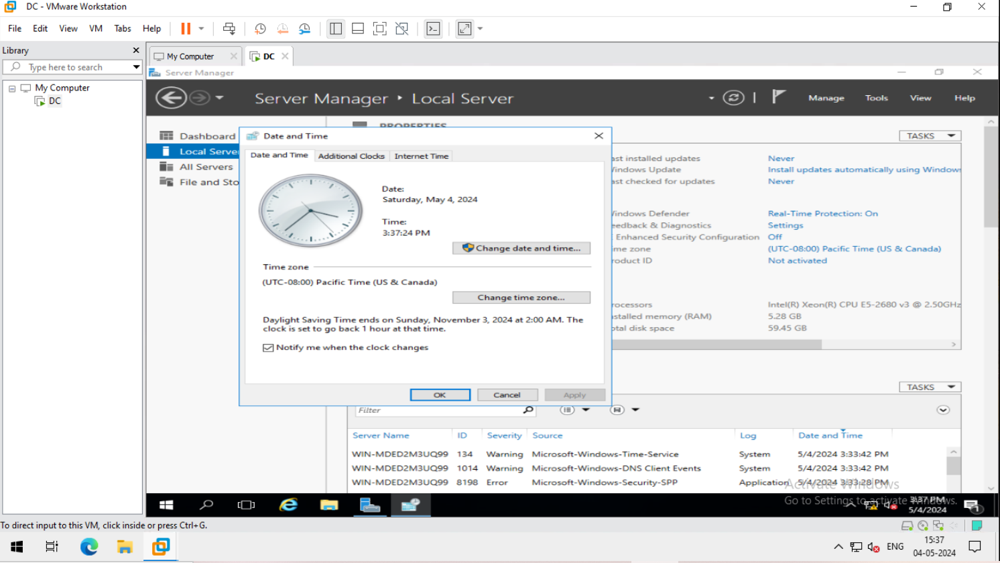 DC - VMware Workstation
File Edit View VM Tabs Help
Library
Type here to search
My Computer
DC
My Computer
DC
Server Manager
Server Manager ‣ Local Server
Manage Tools View Help
Dashboard
Local Server
All Servers
File and Sto
PROPERTIES
TASKS
Date and Time
Date and Time
Additional Clocks
Internet Time
Date:
Saturday, May 4, 2024
Time:
3:37:24 PM
Change date and time...
Time zone
(UTC-08:00) Pacific Time (US & Canada)
Change time zone...
Daylight Saving Time ends on Sunday, November 3, 2024 at 2:00 AM. The
clock is set to go back 1 hour at that time.
Notify me when the clock changes
OK
Cancel
Apply
ast installed updates Never
indows Update Install updates automatically using Windows
ast checked for updates Never
indows Defender Real-Time Protection: On
eedback & Diagnostics Settings
Enhanced Security Configuration Off
me zone (UTC-08:00) Pacific Time (US & Canada)
roduct ID Not activated
rocessors Intel(R) Xeon(R) CPU E5-2680 v3 @ 2.50GHz
stalled memory (RAM) 5.28 GB
otal disk space 59.45 GB
TASKS
Filter
Server Name ID Severity Source Log Date and Time
WIN-MDED2M3UQ99 134 Warning Microsoft-Windows-Time-Service System 5/4/2024 3:33:42 PM
WIN-MDED2M3UQ99 1014 Warning Microsoft-Windows-DNS Client Events System 5/4/2024 3:33:42 PM
WIN-MDED2M3UQ99 8198 Error Microsoft-Windows-Security-SPP Application 5/4/2024 3:33:28 PM
Activate Windows
Go to Settings to activate Windows.
3:37 PM
5/4/2024
1
To direct input to this VM, click inside or press Ctrl+G.
ENG
15:37
04-05-2024